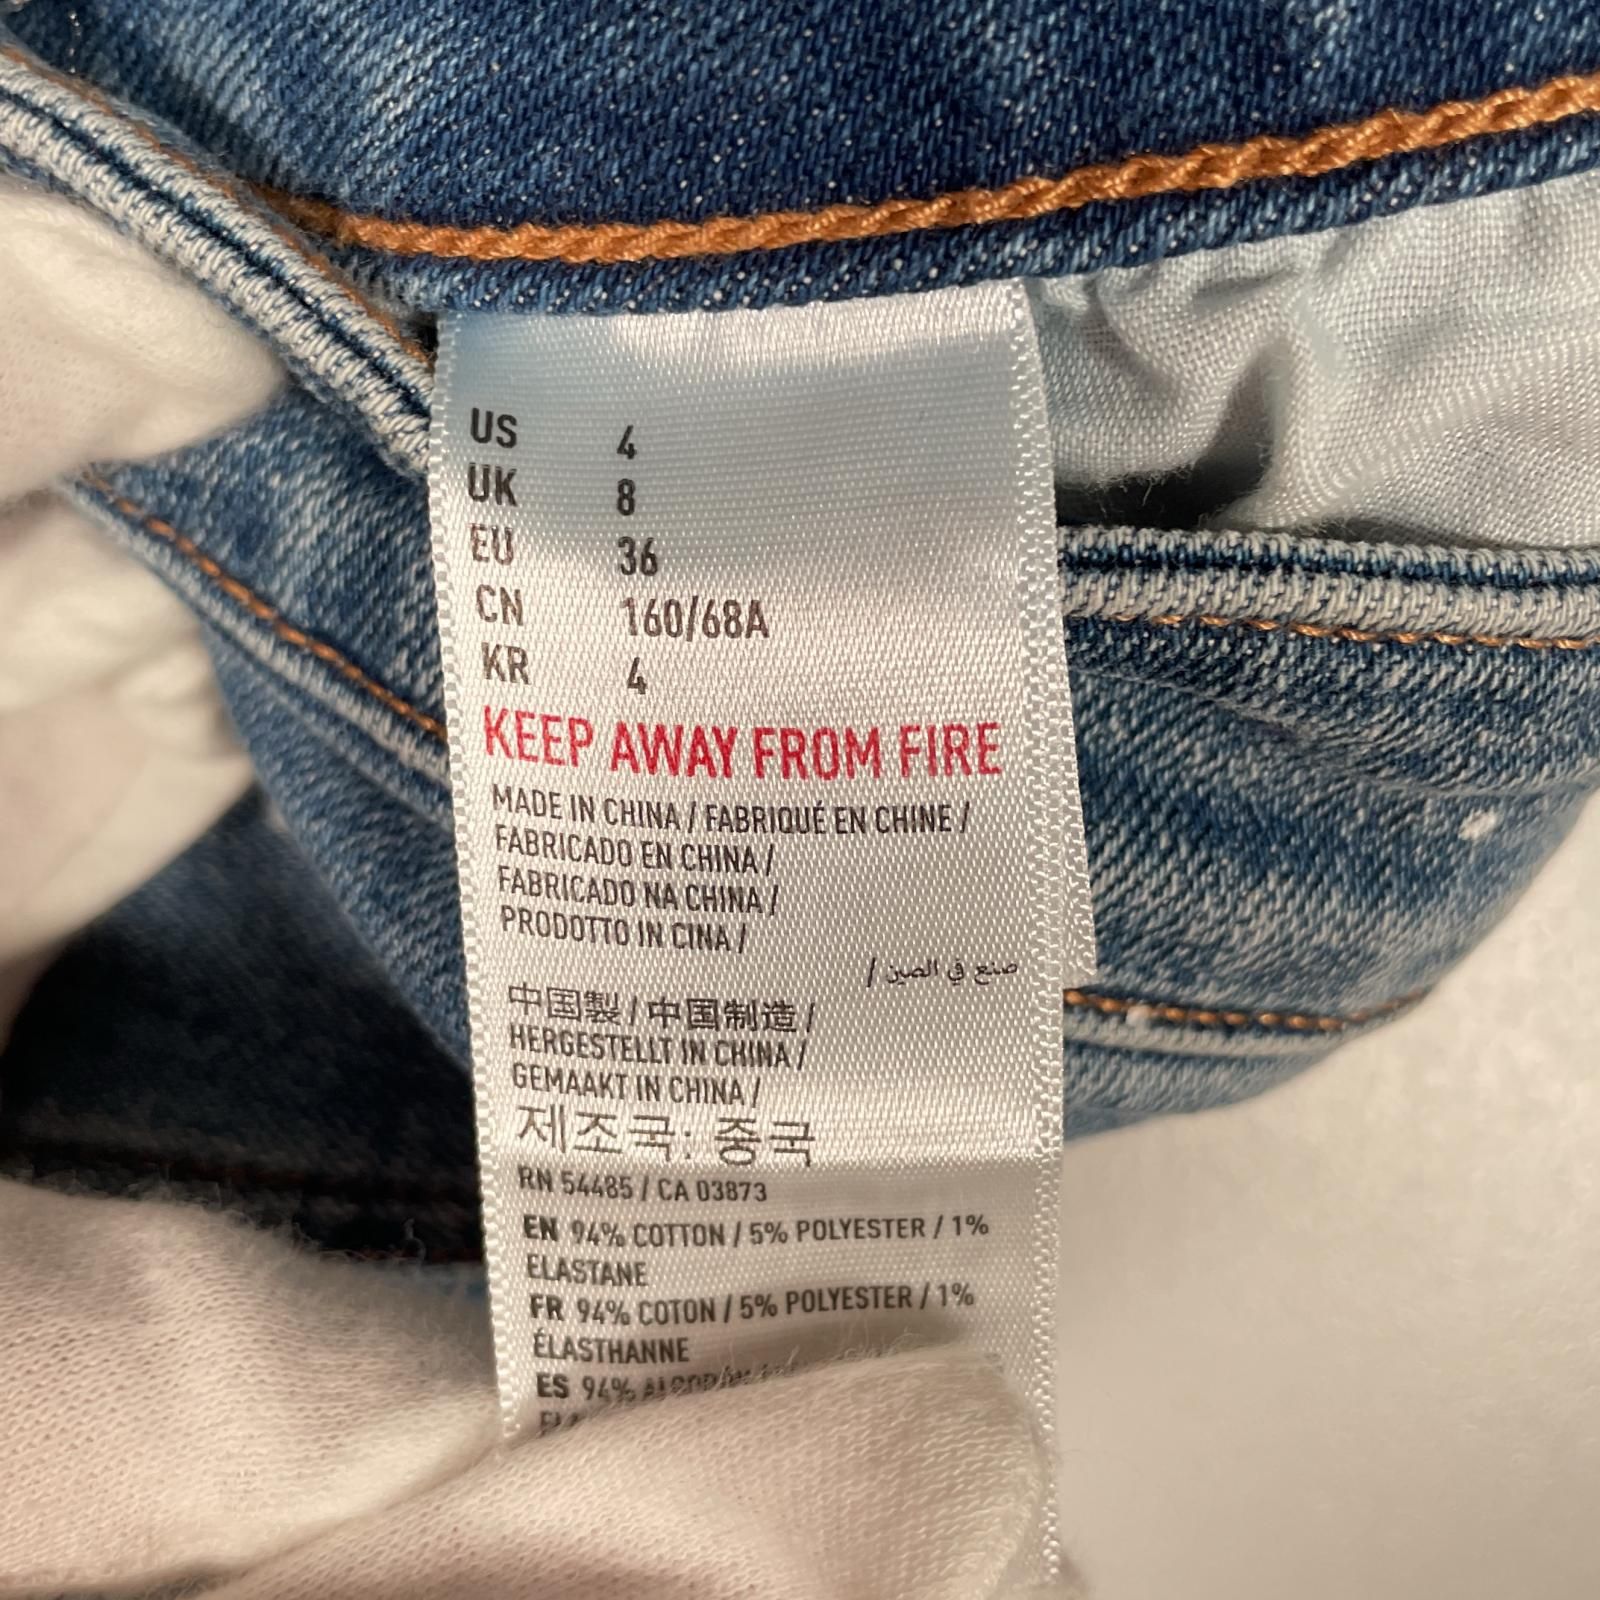 US 4
UK 8
EU 36
CN 160/68A
KR 4
KEEP AWAY FROM FIRE
MADE IN CHINA / FABRIQUÉ EN CHINE /
FABRICADO EN CHINA /
FABRICADO NA CHINA /
PRODOTTO IN CINA /
صنع في الصين /
中国製 / 中国制造 /
HERGESTELLT IN CHINA /
GEMAAKT IN CHINA /
제조국: 중국
RN 54485 / CA 03873
EN 94% COTTON / 5% POLYESTER / 1%
ELASTANE
FR 94% COTON / 5% POLYESTER / 1%
ÉLASTHANNE
ES 94% ALGODÓN